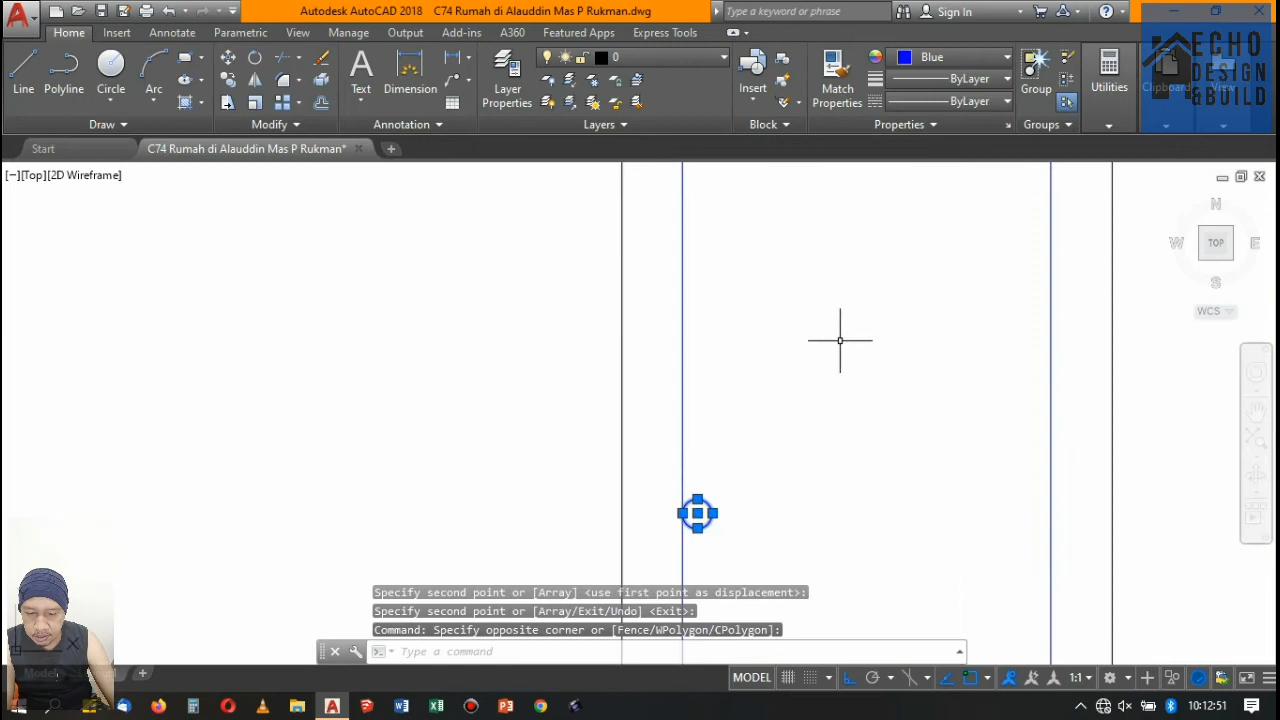 Autodesk AutoCAD 2018 C74 Rumah di Alauddin Mas P Rukman.dwg
Type a keyword or phrase
Sign In
Home Insert Annotate Parametric View Manage Output Add-ins A360 Featured Apps Express Tools
0
Blue
ByLayer
ByLayer
Line Polyline Circle Arc
Text Dimension
Layer Properties
Insert
Match Properties
Group
Utilities
Clipboard
View
ECHO
DESIGN
&BUILD
Draw Modify Annotation Layers Block Properties Groups
Start
C74 Rumah di Alauddin Mas P Rukman*
[−][Top][2D Wireframe]
N
W TOP E
S
WCS
Specify second point or [Array] <use first point as displacement>:
Specify second point or [Array/Exit/Undo] <Exit>:
Command: Specify opposite corner or [Fence/WPolygon/CPolygon]:
Type a command
Model
MODEL
1:1
10:12:51